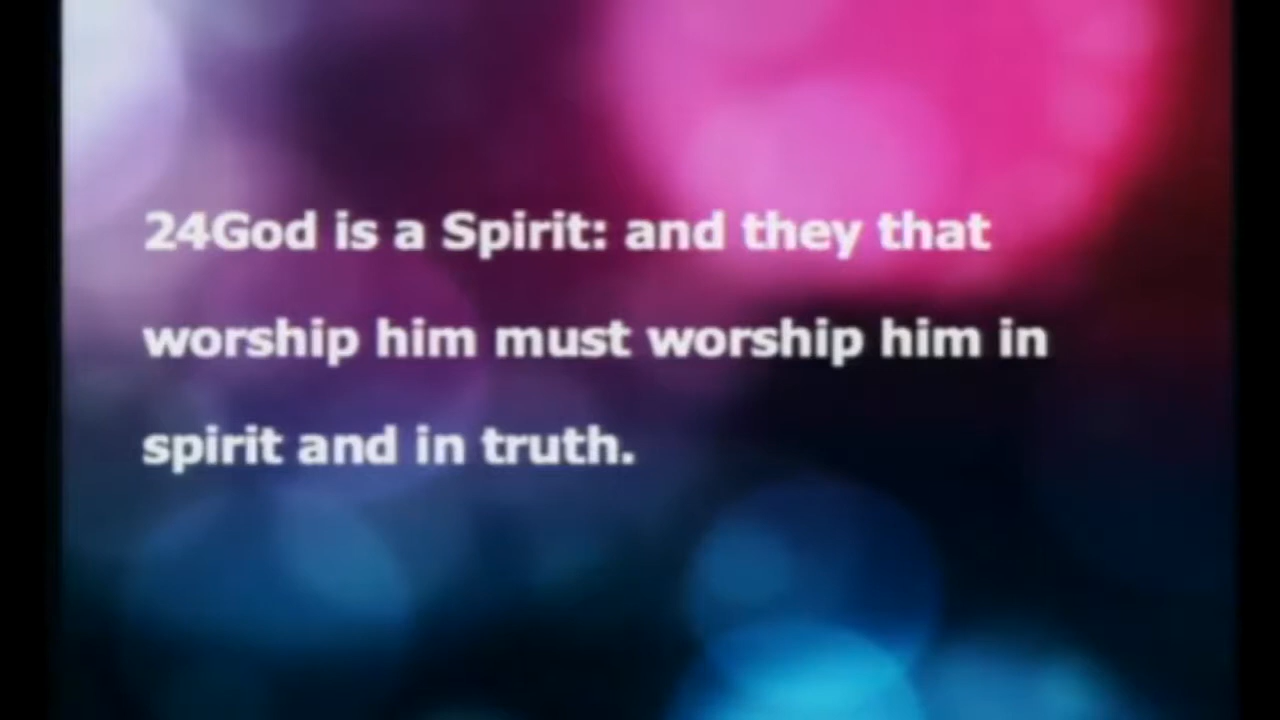 24God is a Spirit: and they that
worship him must worship him in
spirit and in truth.